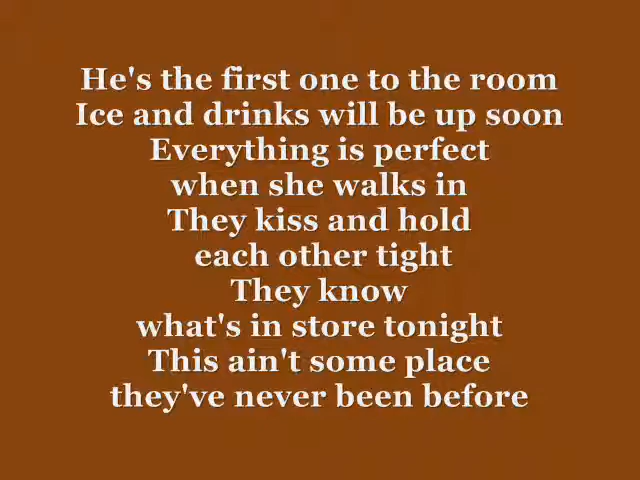 He's the first one to the room
Ice and drinks will be up soon
Everything is perfect
when she walks in
They kiss and hold
each other tight
They know
what's in store tonight
This ain't some place
they've never been before